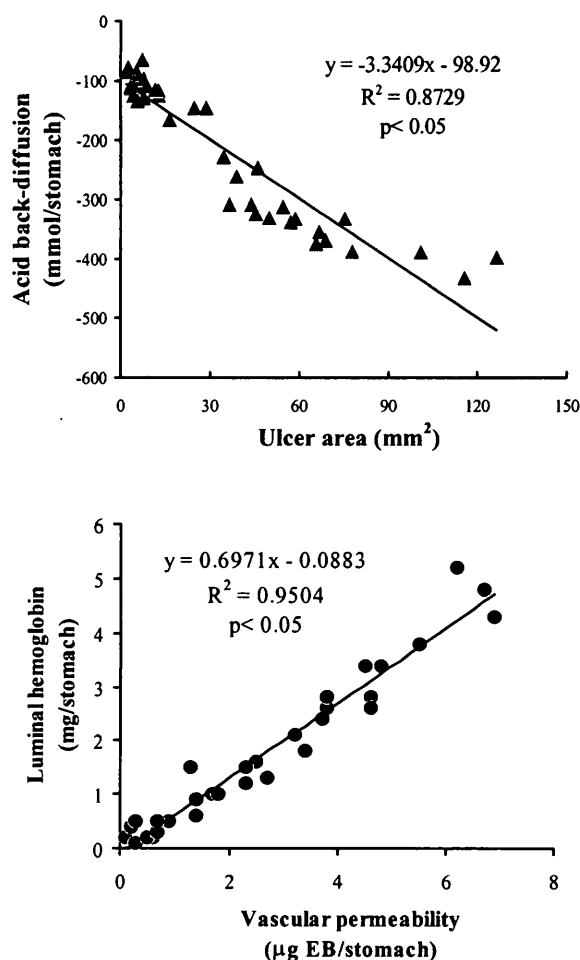 0
-100
-200
-300
-400
-500
-600
Acid back-diffusion
(mmol/stomach)
y = -3.3409x - 98.92
R² = 0.8729
p< 0.05
0 30 60 90 120 150
Ulcer area (mm²)
6
5
4
3
2
1
0
Luminal hemoglobin
(mg/stomach)
y = 0.6971x - 0.0883
R² = 0.9504
p< 0.05
0 2 4 6 8
Vascular permeability
(µg EB/stomach)